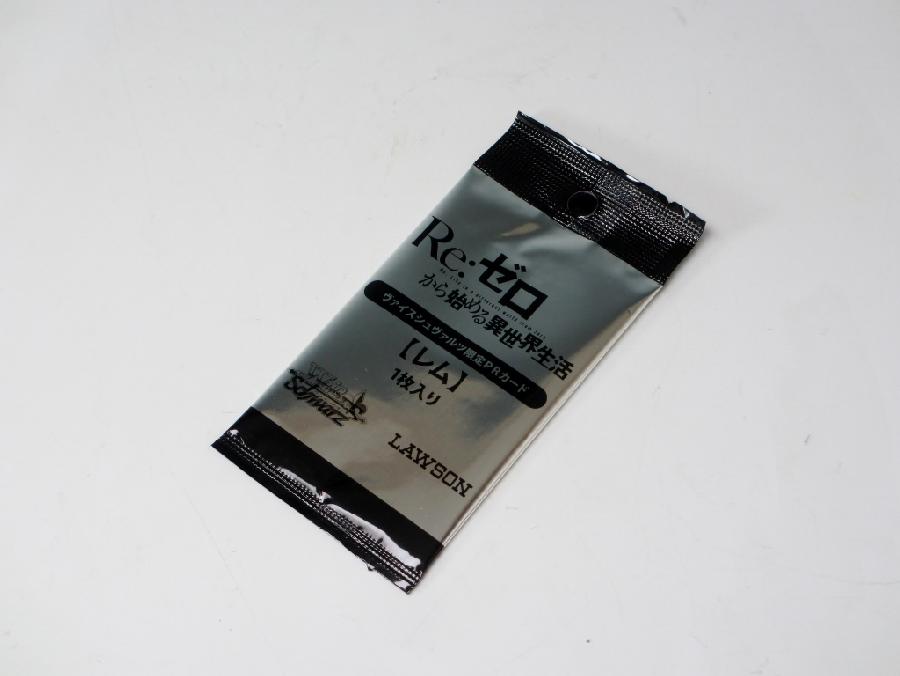 Re:ゼロ
から始める異世界生活
ヴァイスシュヴァルツ限定PRカード
【レム】
1枚入り
Weiß
Schwarz
LAWSON